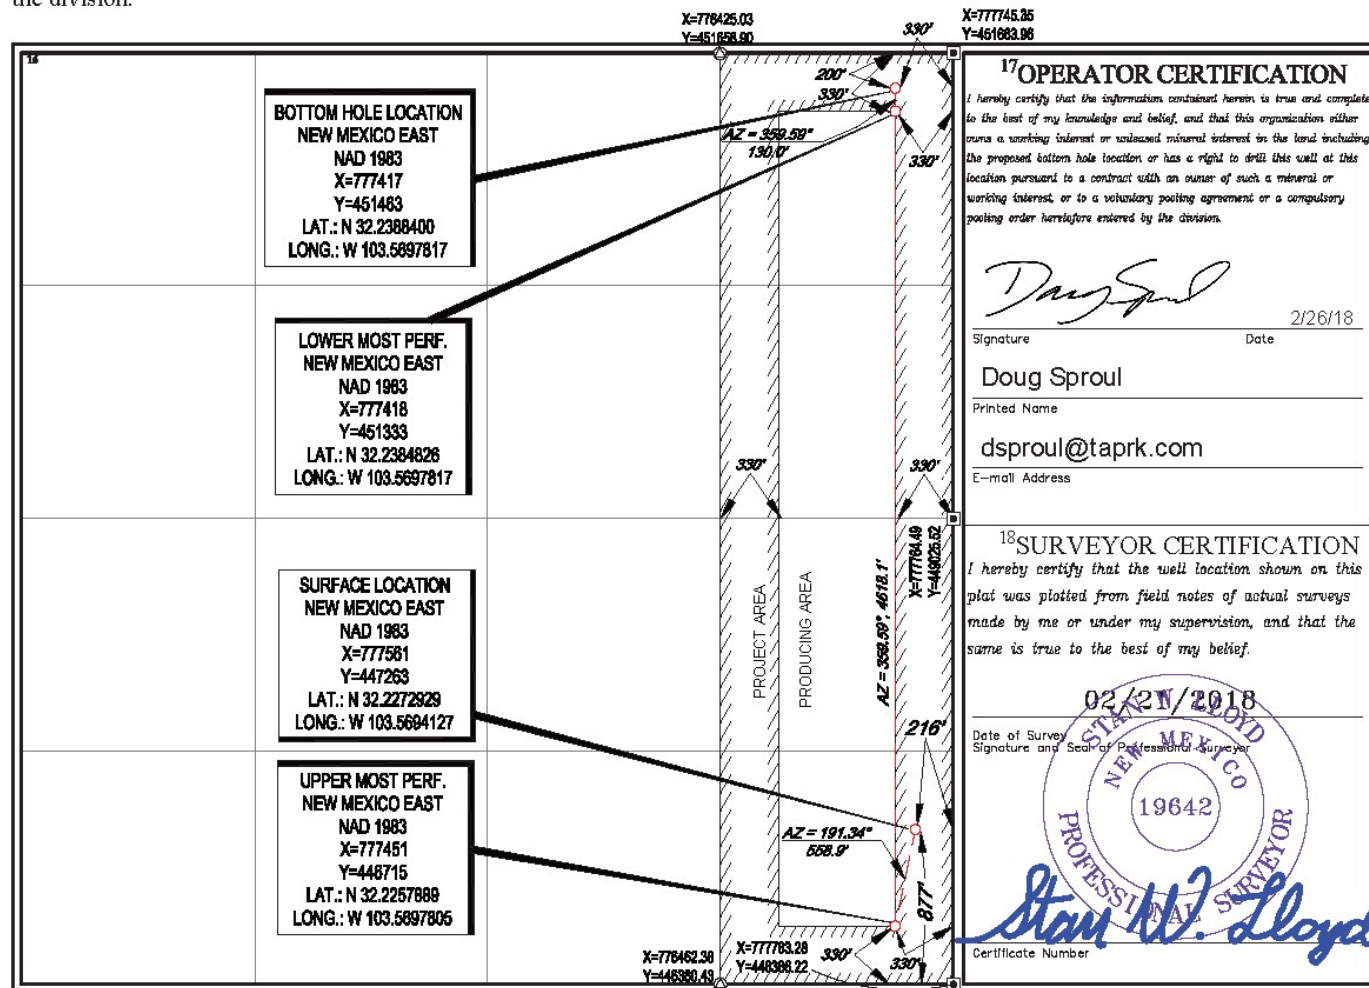 the division.
X=776425.03
Y=451658.90
X=777745.35
Y=451663.96
330'
16
200'
330'
AZ = 359.59°
130.0'
330'
BOTTOM HOLE LOCATION
NEW MEXICO EAST
NAD 1983
X=777417
Y=451463
LAT.: N 32.2388400
LONG.: W 103.5697817
LOWER MOST PERF.
NEW MEXICO EAST
NAD 1983
X=777418
Y=451333
LAT.: N 32.2384826
LONG.: W 103.5697817
330'
330'
X=777764.49
Y=449025.52
AZ = 359.59°, 4618.1'
PROJECT AREA
PRODUCING AREA
SURFACE LOCATION
NEW MEXICO EAST
NAD 1983
X=777561
Y=447263
LAT.: N 32.2272929
LONG.: W 103.5694127
216'
UPPER MOST PERF.
NEW MEXICO EAST
NAD 1983
X=777451
Y=446715
LAT.: N 32.2257889
LONG.: W 103.5697805
AZ = 191.34°
558.9'
877'
X=776462.38
Y=446380.43
X=777783.28
Y=446386.22
330'
330'
17OPERATOR CERTIFICATION
I hereby certify that the information contained herein is true and complete
to the best of my knowledge and belief, and that this organization either
owns a working interest or unleased mineral interest in the land including
the proposed bottom hole location or has a right to drill this well at this
location pursuant to a contract with an owner of such a mineral or
working interest, or to a voluntary pooling agreement or a compulsory
pooling order heretofore entered by the division.
Doug Sproul
2/26/18
Signature Date
Doug Sproul
Printed Name
dsproul@taprk.com
E-mail Address
18SURVEYOR CERTIFICATION
I hereby certify that the well location shown on this
plat was plotted from field notes of actual surveys
made by me or under my supervision, and that the
same is true to the best of my belief.
02/21/2018
Date of Survey
Signature and Seal of Professional Surveyor
STAN W LLOYD
NEW MEXICO
19642
PROFESSIONAL SURVEYOR
Stan W. Lloyd
Certificate Number